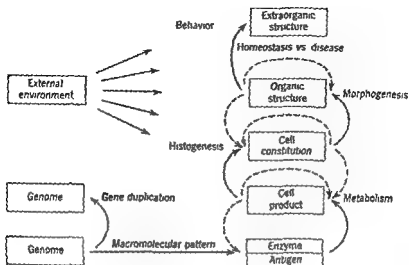 Behavior
Extraorganic
structure
Homeostasis vs disease
External
environment
Organic
structure
Morphogenesis
Histogenesis
Cell
constitution
Genome
Gene duplication
Cell
product
Metabolism
Genome
Macromolecular pattern
Enzyme
Antigen